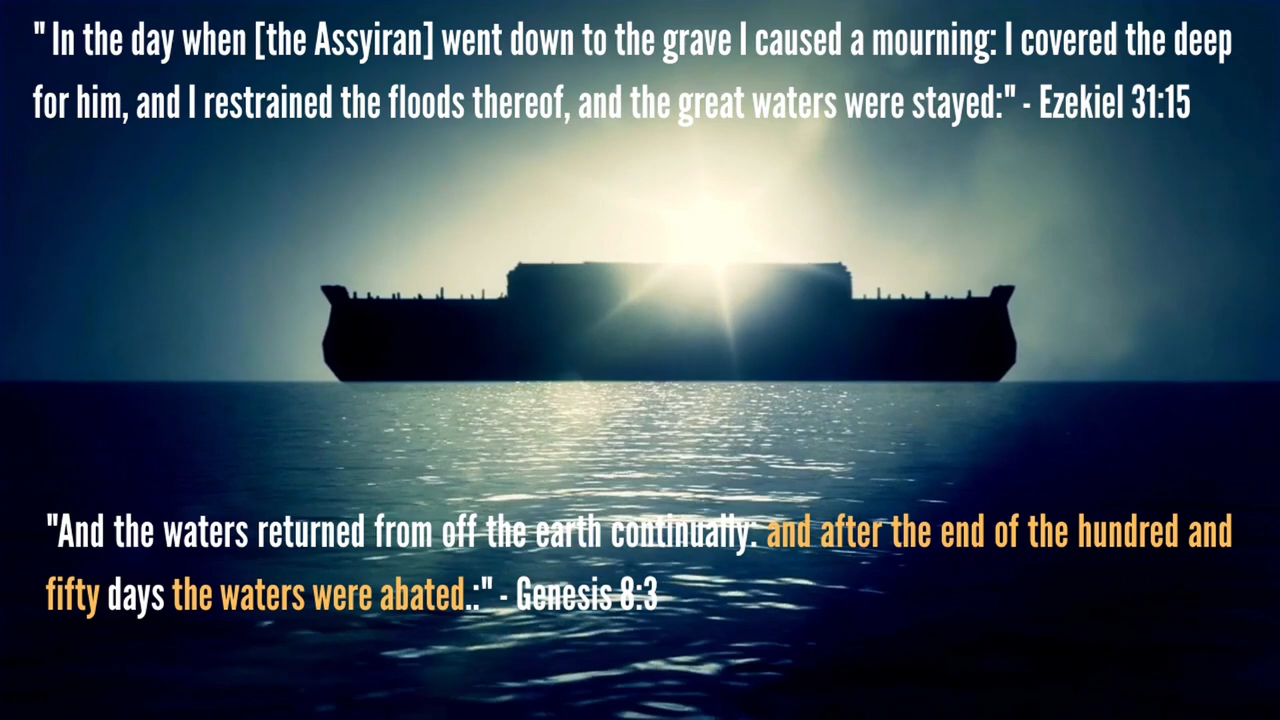 " In the day when [the Assyiran] went down to the grave I caused a mourning: I covered the deep
for him, and I restrained the floods thereof, and the great waters were stayed:" - Ezekiel 31:15
"And the waters returned from off the earth continually: and after the end of the hundred and
fifty days the waters were abated.:" - Genesis 8:3